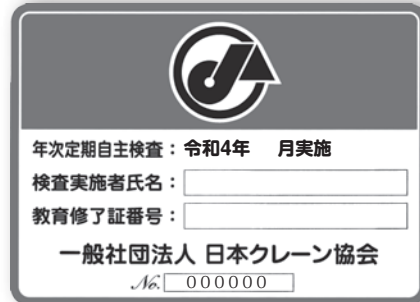 年次定期自主検査：令和4年　月実施
検査実施者氏名：
教育修了証番号：
一般社団法人 日本クレーン協会
No. 000000